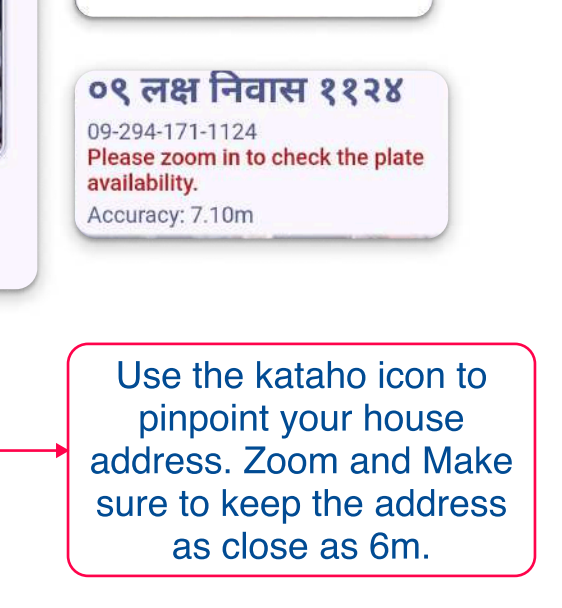 ०९ लक्ष निवास ११२४
09-294-171-1124
Please zoom in to check the plate
availability.
Accuracy: 7.10m
Use the kataho icon to
pinpoint your house
address. Zoom and Make
sure to keep the address
as close as 6m.